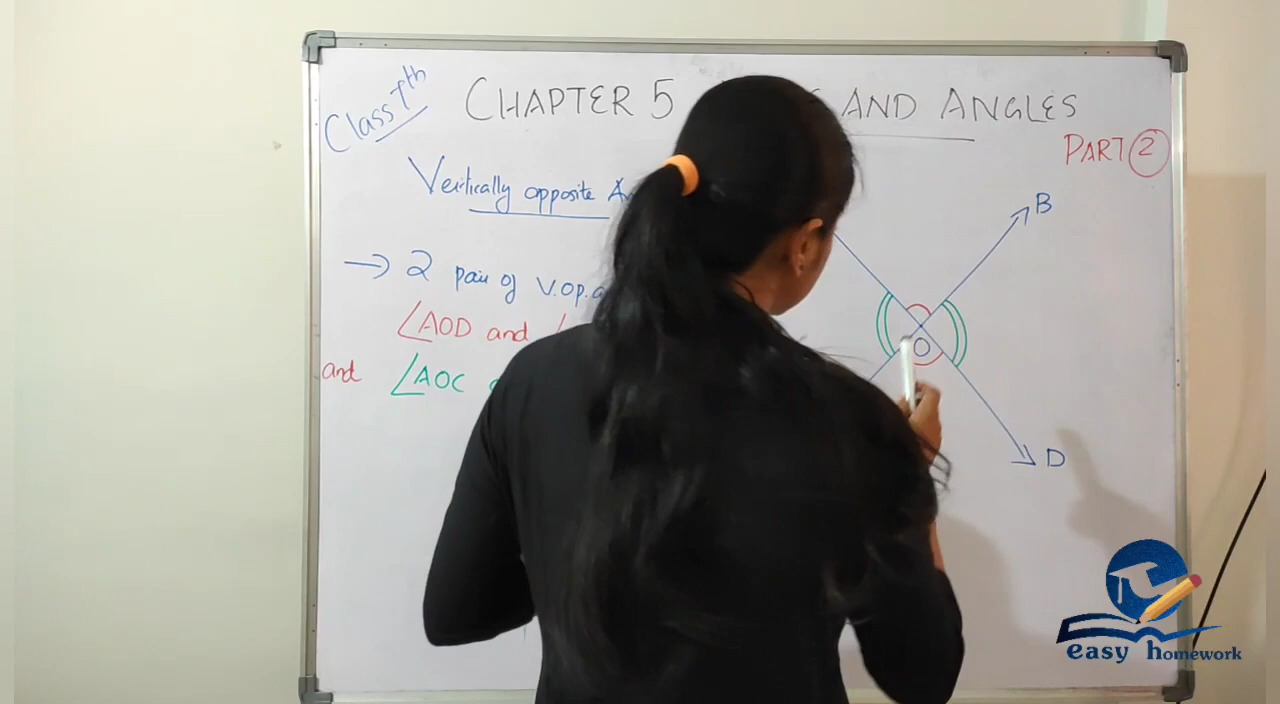 Class 7th
CHAPTER 5 AND ANGLES
PART 2
Vertically opposite
B
→ 2 pair of V.op.a
∠AOD and ∠
O
and ∠AOC
D
easy homework